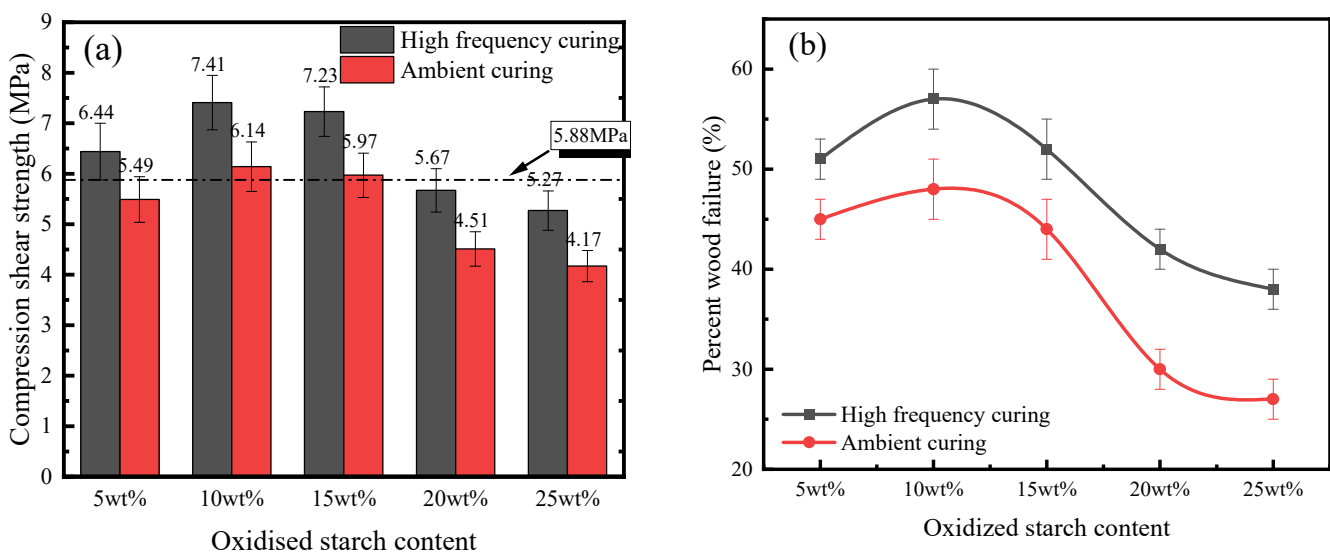 (a)
High frequency curing
Ambient curing
Compression shear strength (MPa)
9
8
7
6
5
4
3
2
1
0
6.44
5.49
7.41
6.14
7.23
5.97
5.67
4.51
5.27
4.17
5.88MPa
5wt%
10wt%
15wt%
20wt%
25wt%
Oxidised starch content
(b)
Percent wood failure (%)
60
50
40
30
20
High frequency curing
Ambient curing
5wt%
10wt%
15wt%
20wt%
25wt%
Oxidized starch content